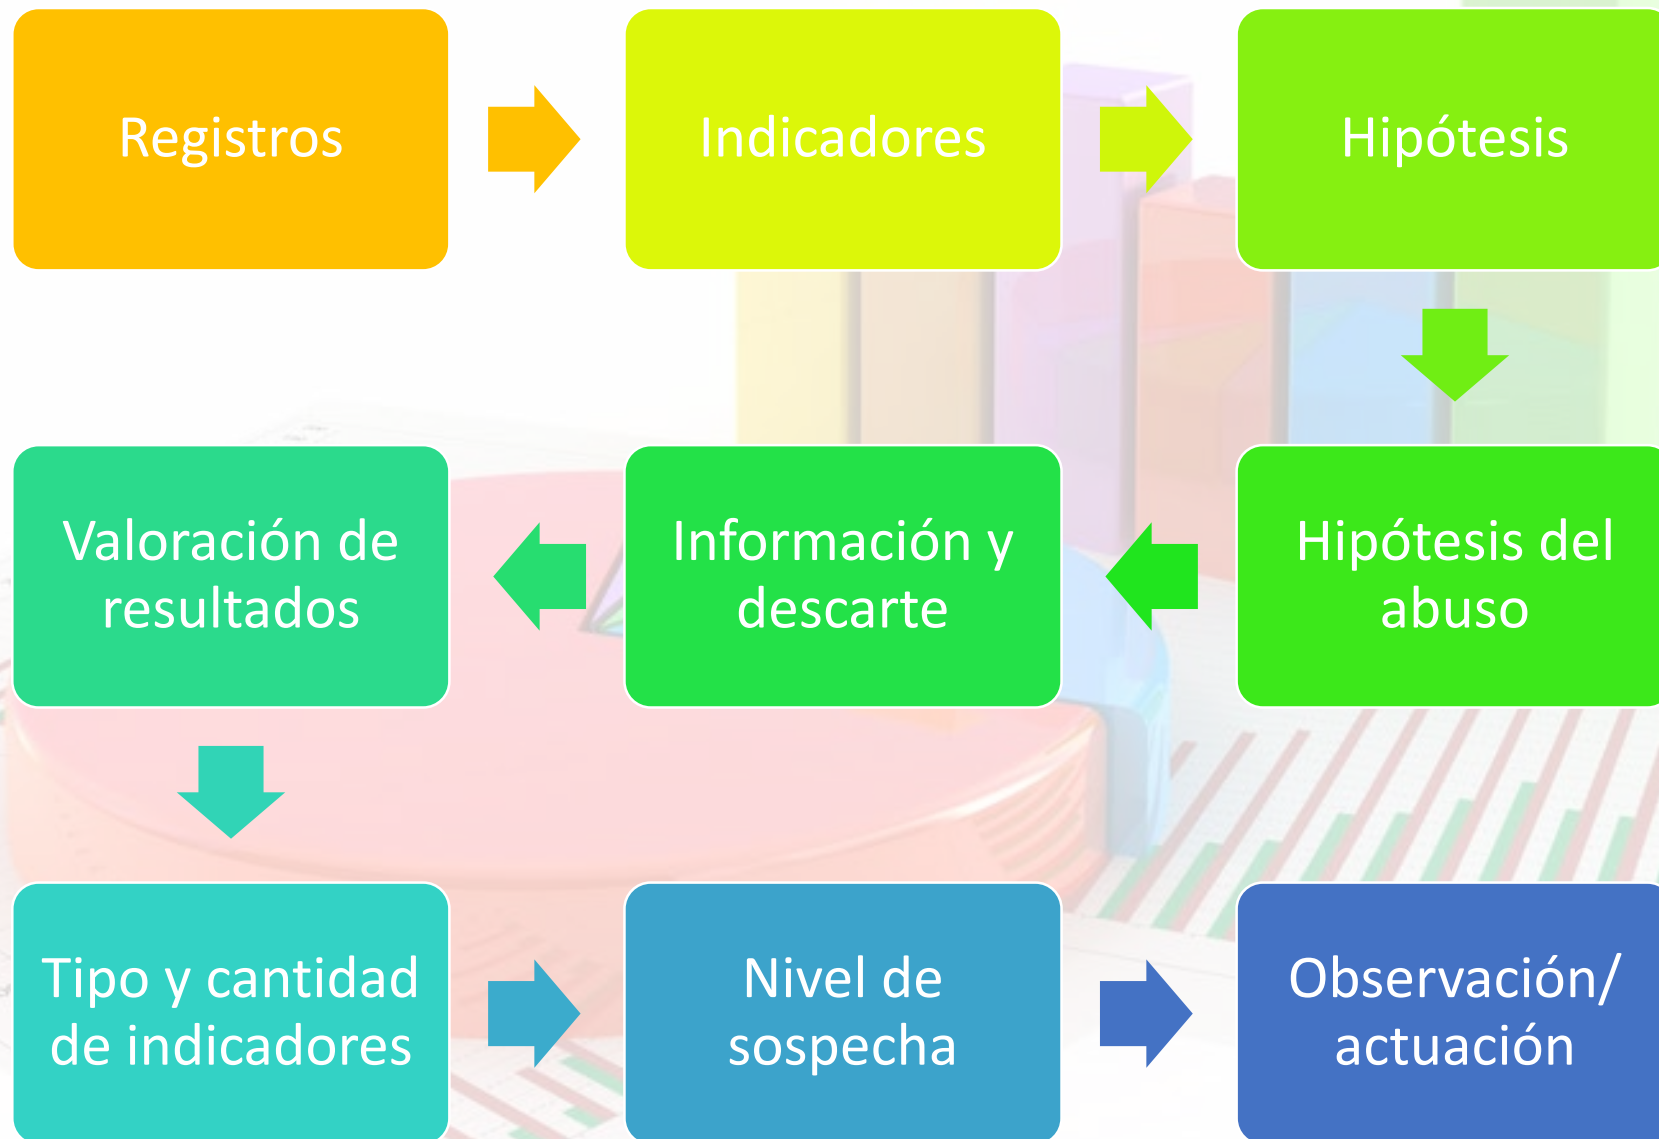 Registros
Indicadores
Hipótesis
Hipótesis del
abuso
Información y
descarte
Valoración de
resultados
Tipo y cantidad
de indicadores
Nivel de
sospecha
Observación/
actuación